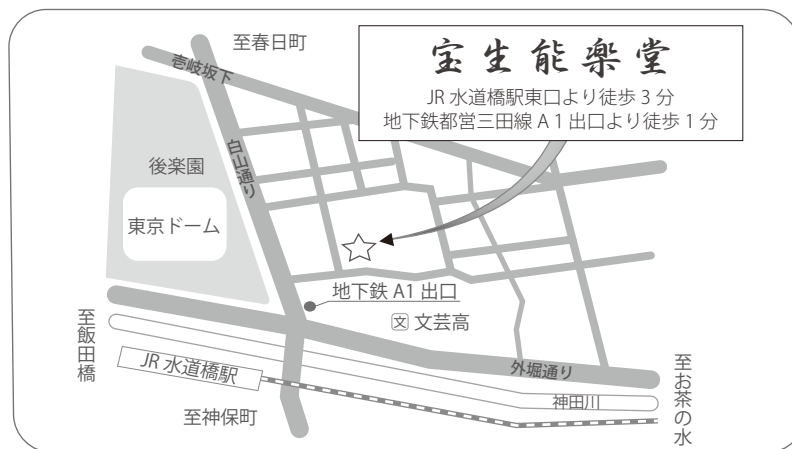 至春日町
壱岐坂下
宝生能楽堂
JR 水道橋駅東口より徒歩 3 分
地下鉄都営三田線 A 1 出口より徒歩 1 分
白山通り
後楽園
東京ドーム
地下鉄 A1 出口
文 文芸高
至飯田橋
JR 水道橋駅
外堀通り
至お茶の水
神田川
至神保町